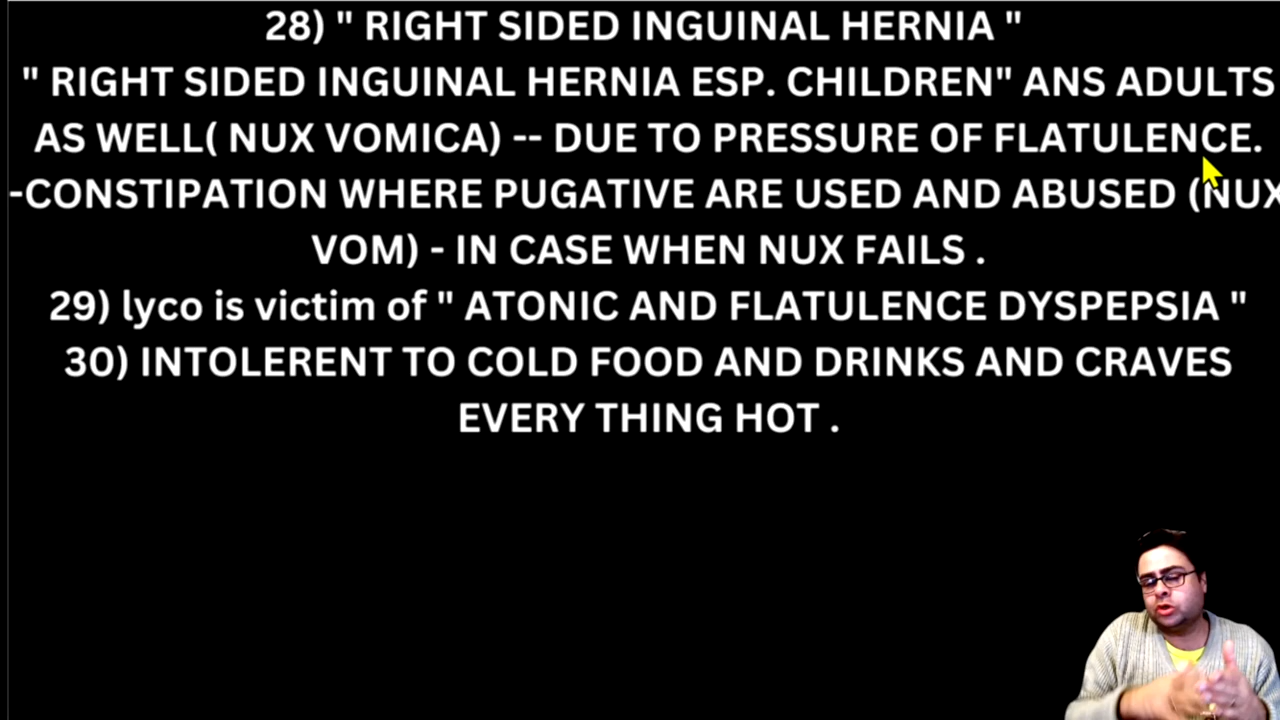 28) " RIGHT SIDED INGUINAL HERNIA "
" RIGHT SIDED INGUINAL HERNIA ESP. CHILDREN" ANS ADULTS
AS WELL( NUX VOMICA) -- DUE TO PRESSURE OF FLATULENCE.
-CONSTIPATION WHERE PUGATIVE ARE USED AND ABUSED (NUX
VOM) - IN CASE WHEN NUX FAILS .
29) lyco is victim of " ATONIC AND FLATULENCE DYSPEPSIA "
30) INTOLERENT TO COLD FOOD AND DRINKS AND CRAVES
EVERY THING HOT .